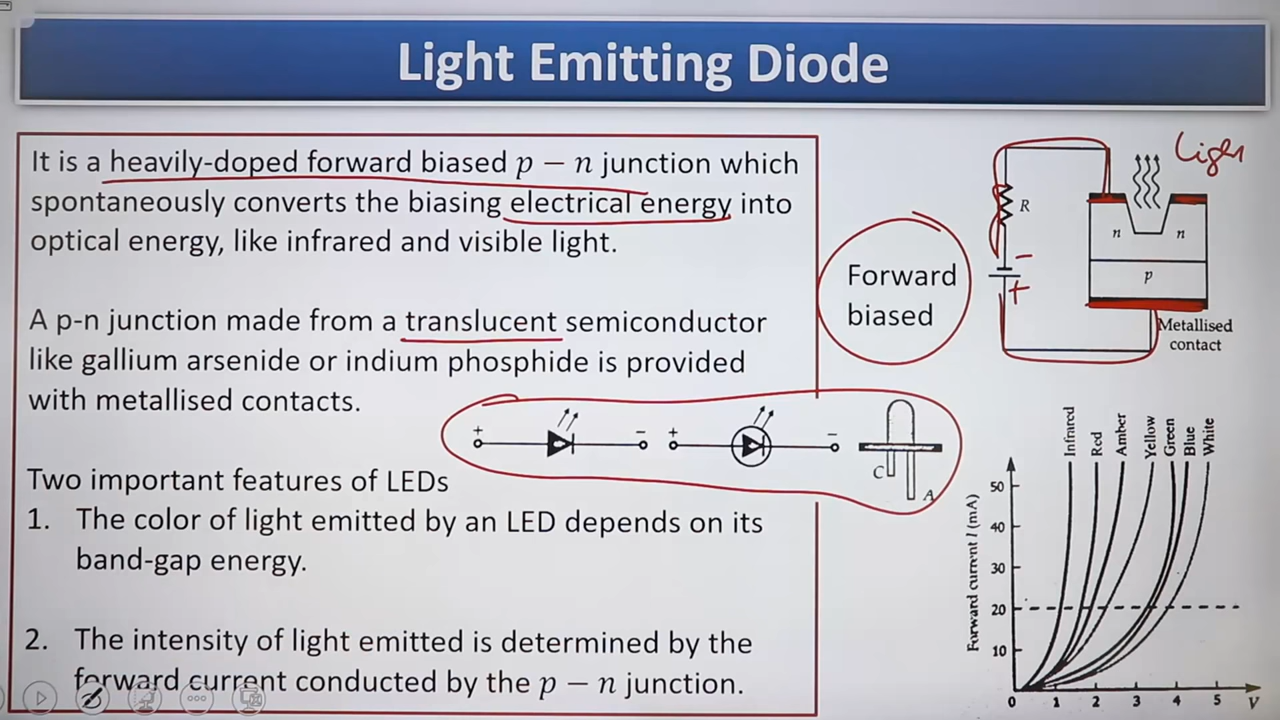 Light Emitting Diode
It is a heavily-doped forward biased p − n junction which
spontaneously converts the biasing electrical energy into
optical energy, like infrared and visible light.
A p-n junction made from a translucent semiconductor
like gallium arsenide or indium phosphide is provided
with metallised contacts.
Two important features of LEDs
1. The color of light emitted by an LED depends on its
band-gap energy.
2. The intensity of light emitted is determined by the
forward current conducted by the p − n junction.
+ − + −
C
A
Forward
biased
Light
R
n n
p
−
+
Metallised
contact
Infrared
Red
Amber
Yellow
Green
Blue
White
Forward current I (mA)
50
40
30
20
10
0 1 2 3 4 5 V